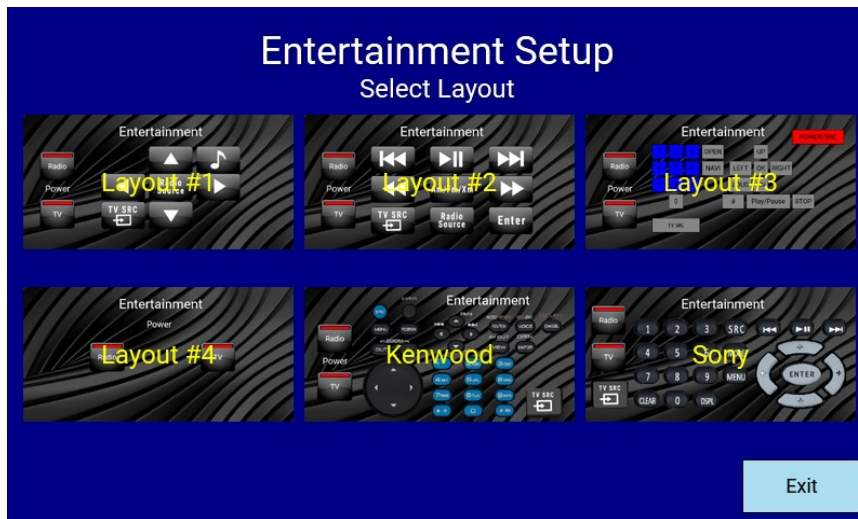 Entertainment Setup
Select Layout
Entertainment
Radio
Power
Layout #1
TV
TV SRC
Entertainment
Radio
Power
Layout #2
TV
TV SRC
Radio Source
Enter
Entertainment
POWER/SRC
OPEN
UP
Radio
NAVI
LEFT
OK
RIGHT
Power
Layout #3
TV
0
#
Play/Pause
STOP
TV SRC
Entertainment
Power
Layout #4
Entertainment
Radio
Power
Kenwood
TV
TV SRC
Entertainment
Radio
1 2 3 SRC
TV
4 5
Sony
7 8 9 MENU
ENTER
TV SRC
CLEAR 0 DSPL
Exit